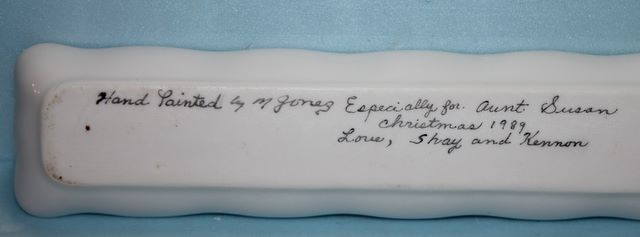 Hand Painted by M Jones Especially for Aunt Susan
Christmas 1989
Love, Shay and Kennon